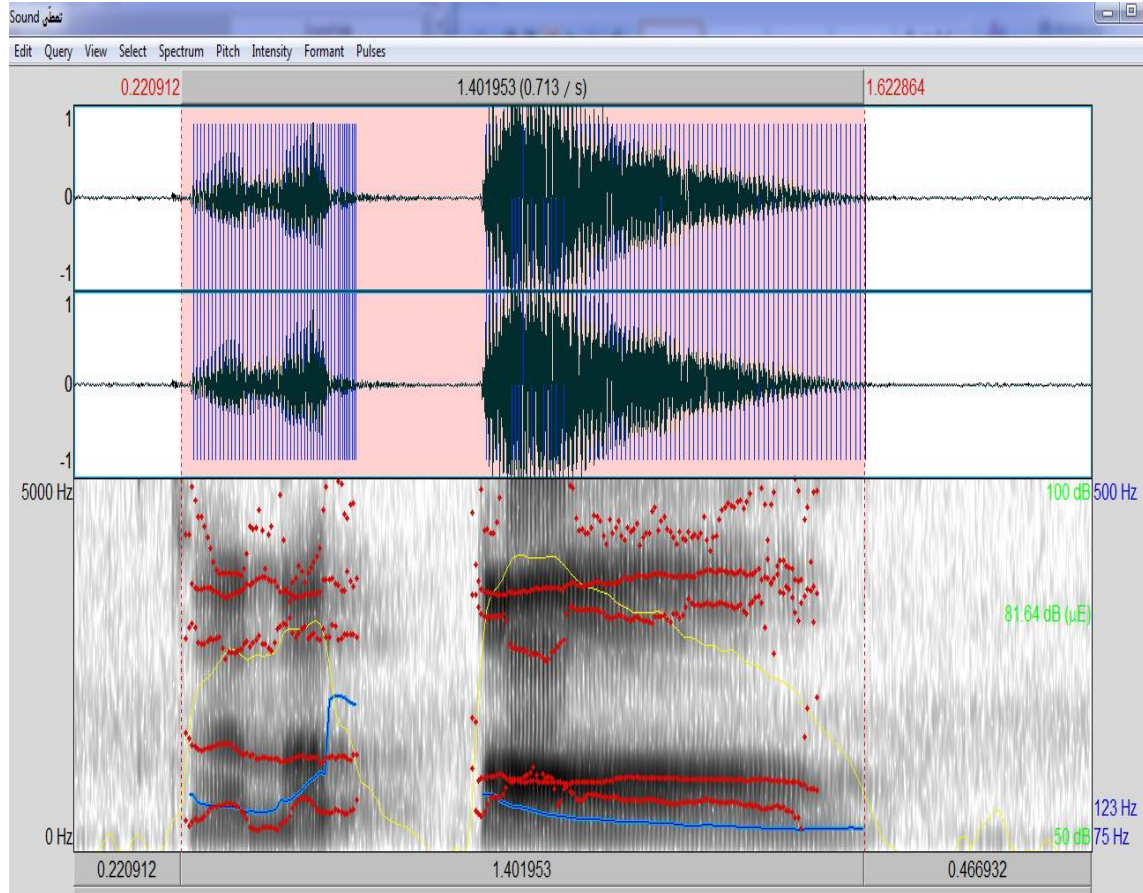 Sound تمطّى
Edit Query View Select Spectrum Pitch Intensity Formant Pulses
0.220912 1.401953 (0.713 / s) 1.622864
1
0
-1
1
0
-1
5000 Hz 100 dB 500 Hz
81.64 dB (µE)
123 Hz
0 Hz 50 dB 75 Hz
0.220912 1.401953 0.466932